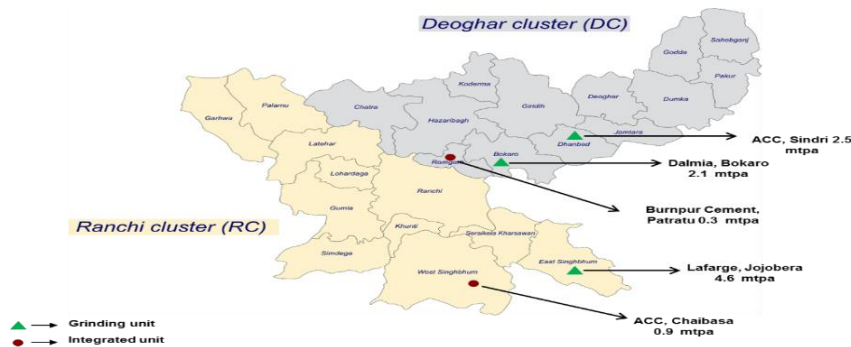 Deoghar cluster (DC)
Sahebganj
Godda
Pakur
Koderma
Deoghar
Dumka
Chatra
Giridih
Palamu
Hazaribagh
Garhwa
Jamtara
Dhanbad
ACC, Sindri 2.5
mtpa
Latehar
Bokaro
Dalmia, Bokaro
2.1 mtpa
Lohardaga
Ranchi
Burnpur Cement,
Patratu 0.3 mtpa
Gumla
Ranchi cluster (RC)
Khunti
Seraikela Kharsawan
Simdega
East Singhbhum
West Singhbhum
Lafarge, Jojobera
4.6 mtpa
ACC, Chaibasa
0.9 mtpa
Grinding unit
Integrated unit